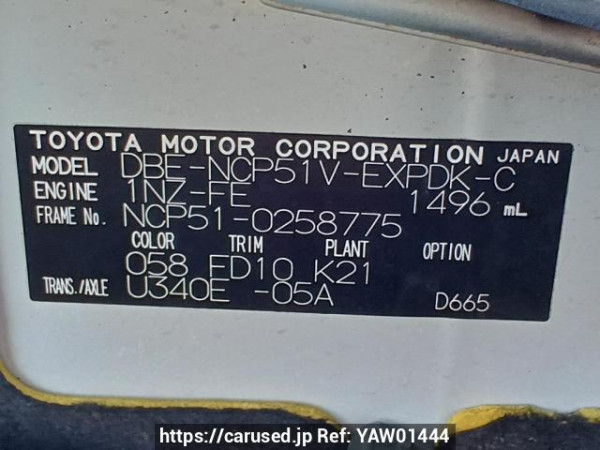 TOYOTA MOTOR CORPORATION JAPAN
MODEL DBE-NCP51V-EXPDK-C
ENGINE 1NZ-FE 1496 mL
FRAME No. NCP51-0258775
COLOR TRIM PLANT OPTION
058 FD10 K21
TRANS./AXLE U340E -05A D665
https://carused.jp Ref: YAW01444